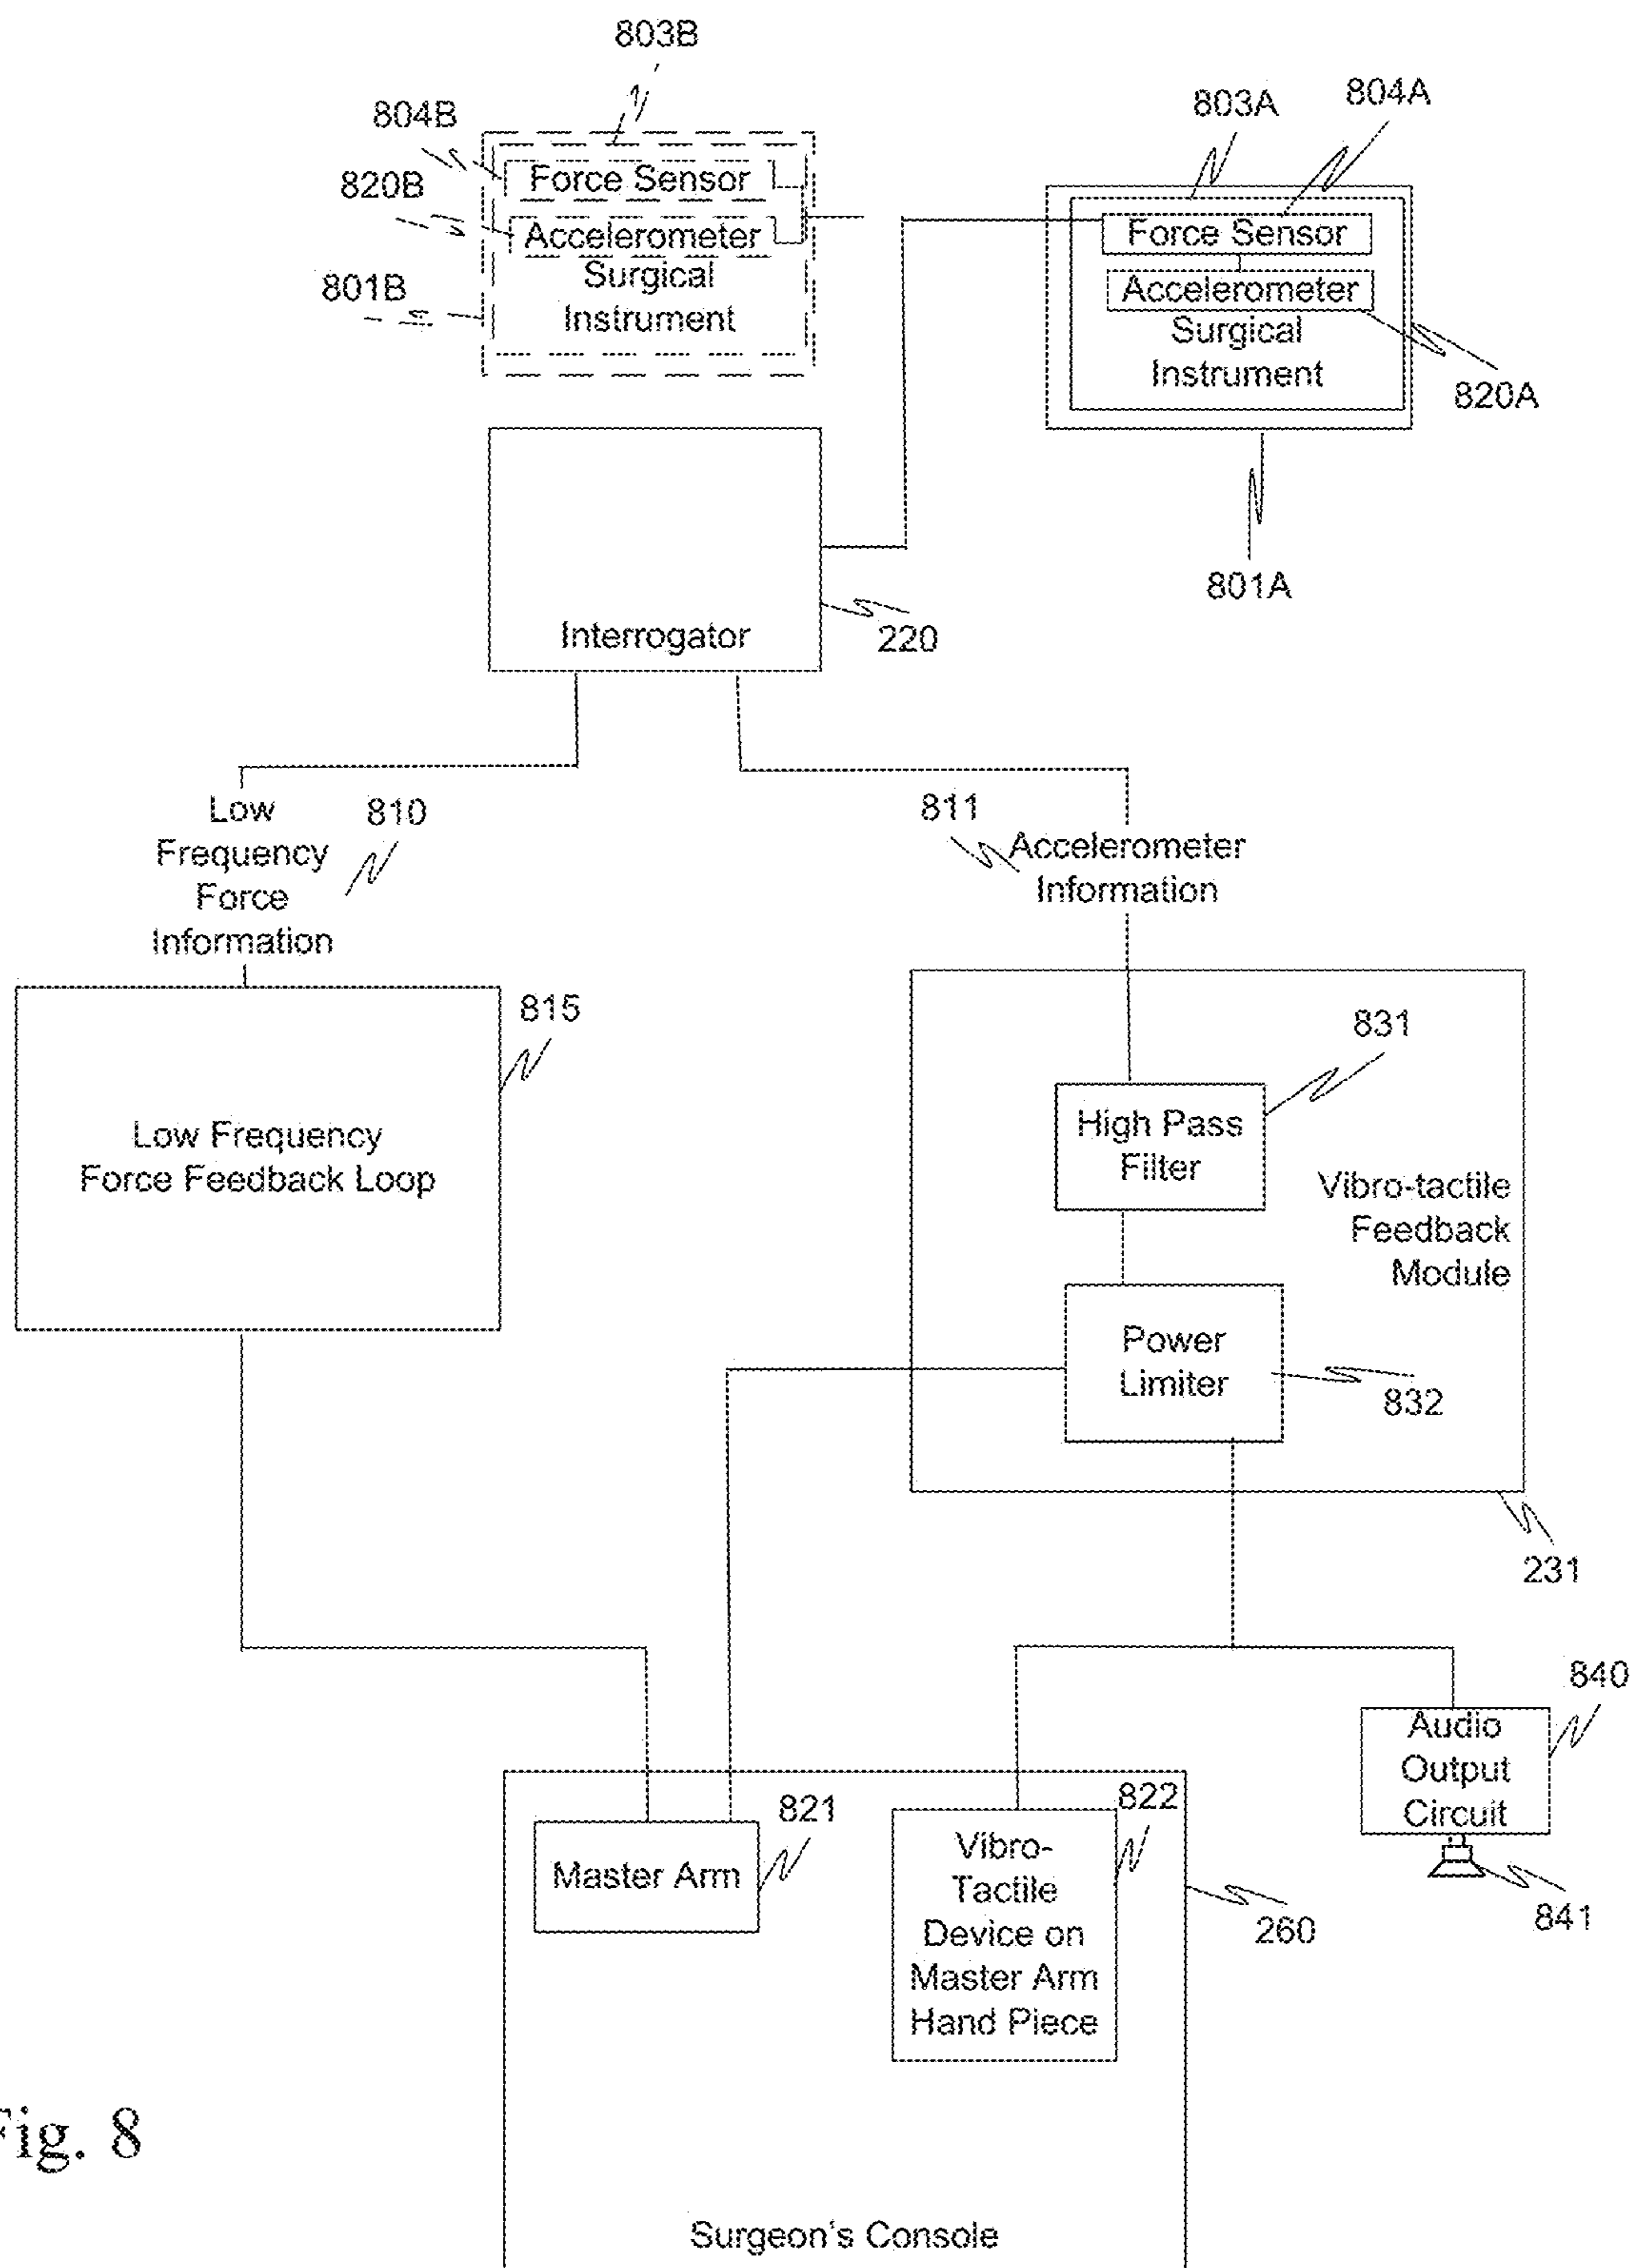 803B
804B
803A
804A
Force Sensor
820B
Accelerometer
Force Sensor
801B
Surgical
Instrument
Accelerometer
Surgical
Instrument
820A
801A
Interrogator
220
Low
Frequency
Force
Information
810
811
Accelerometer
Information
815
831
Low Frequency
Force Feedback Loop
High Pass
Filter
Vibro-tactile
Feedback
Module
Power
Limiter
832
231
840
Audio
Output
Circuit
821
822
Master Arm
Vibro-
Tactile
Device on
Master Arm
Hand Piece
260
841
Fig. 8
Surgeon's Console